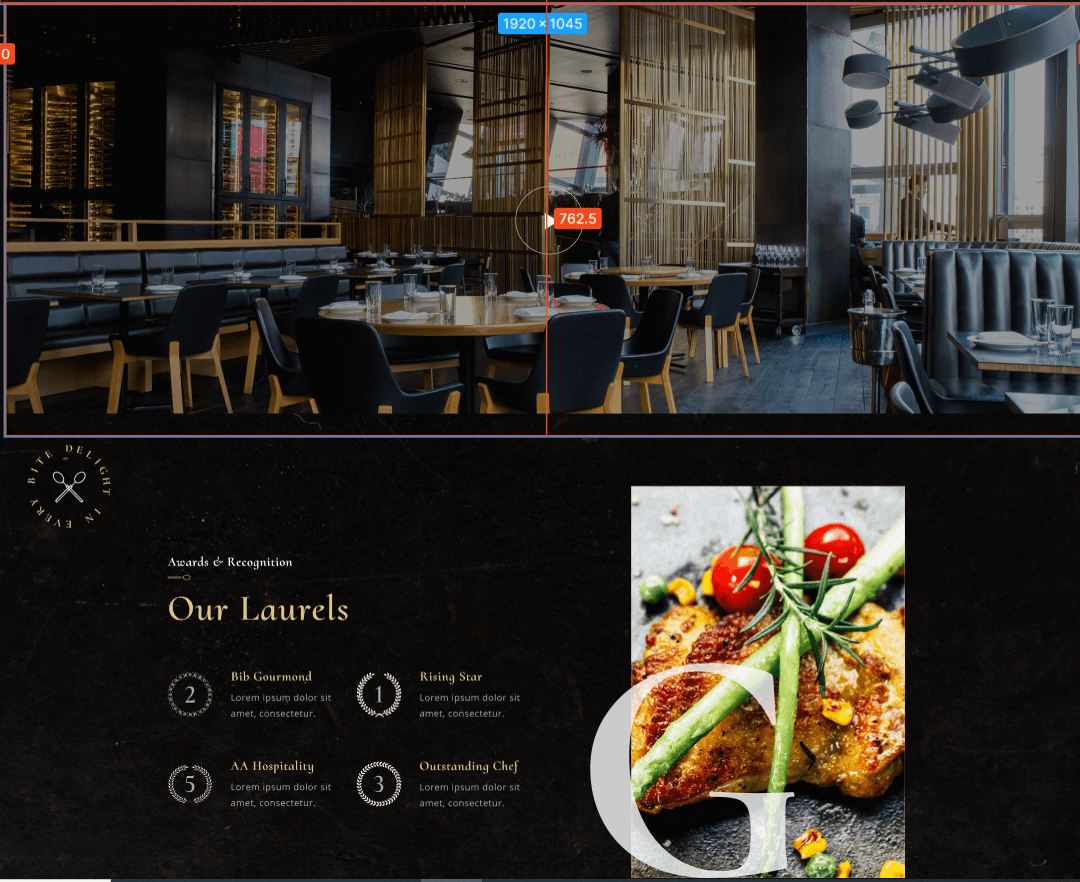 1920 × 1045
0
762.5
BITE DELIGHT IN EVERY
Awards & Recognition
Our Laurels
2
Bib Gourmond
Lorem ipsum dolor sit
amet, consectetur.
1
Rising Star
Lorem ipsum dolor sit
amet, consectetur.
5
AA Hospitality
Lorem ipsum dolor sit
amet, consectetur.
3
Outstanding Chef
Lorem ipsum dolor sit
amet, consectetur.
G